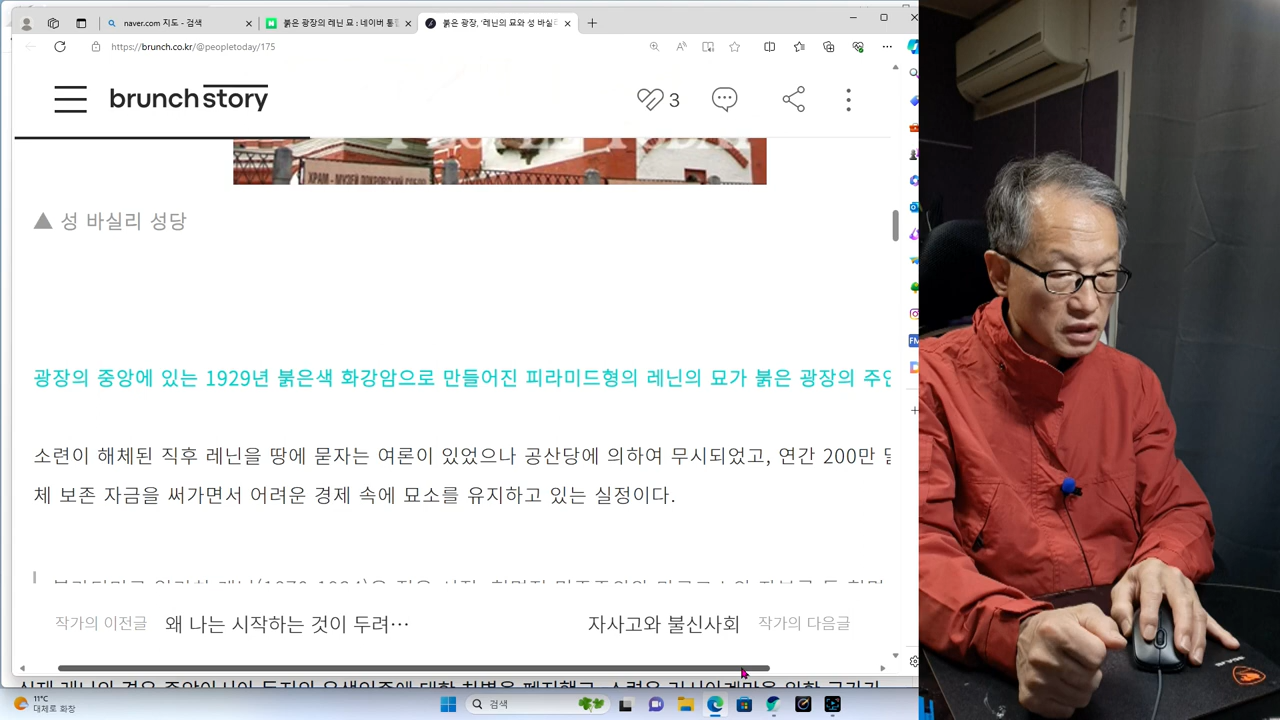 naver.com 지도 - 검색
붉은 광장의 레닌 묘 : 네이버 통
붉은 광장, '레닌의 묘와 성 바실
https://brunch.co.kr/@peopletoday/175
brunch story
3
PEOPLE TODAY
ХРАМ - МУЗЕЙ ПОКРОВСКИЙ СОБОР
▲ 성 바실리 성당
광장의 중앙에 있는 1929년 붉은색 화강암으로 만들어진 피라미드형의 레닌의 묘가 붉은 광장의
소련이 해체된 직후 레닌을 땅에 묻자는 여론이 있었으나 공산당에 의하여 무시되었고, 연간 200만
체 보존 자금을 써가면서 어려운 경제 속에 묘소를 유지하고 있는 실정이다.
작가의 이전글 왜 나는 시작하는 것이 두려…
자사고와 불신사회 작가의 다음글
11°C
대체로 화창
검색